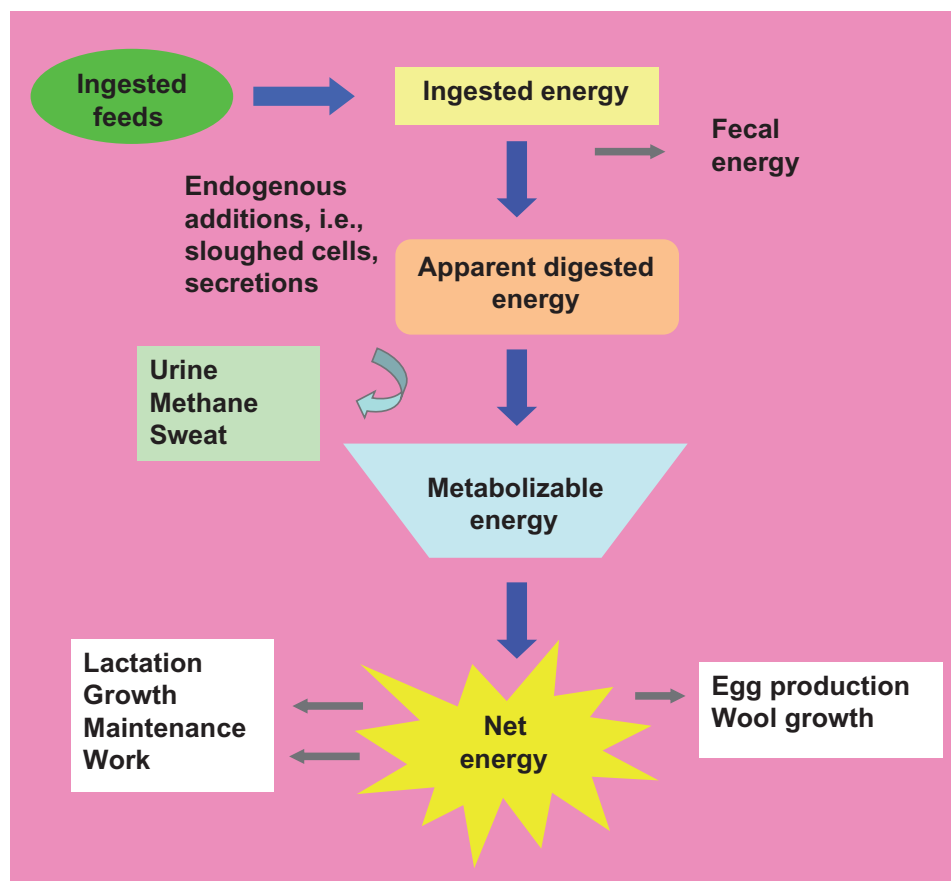 Ingested
feeds
Ingested energy
Fecal
energy
Endogenous
additions, i.e.,
sloughed cells,
secretions
Apparent digested
energy
Urine
Methane
Sweat
Metabolizable
energy
Lactation
Growth
Maintenance
Work
Net
energy
Egg production
Wool growth